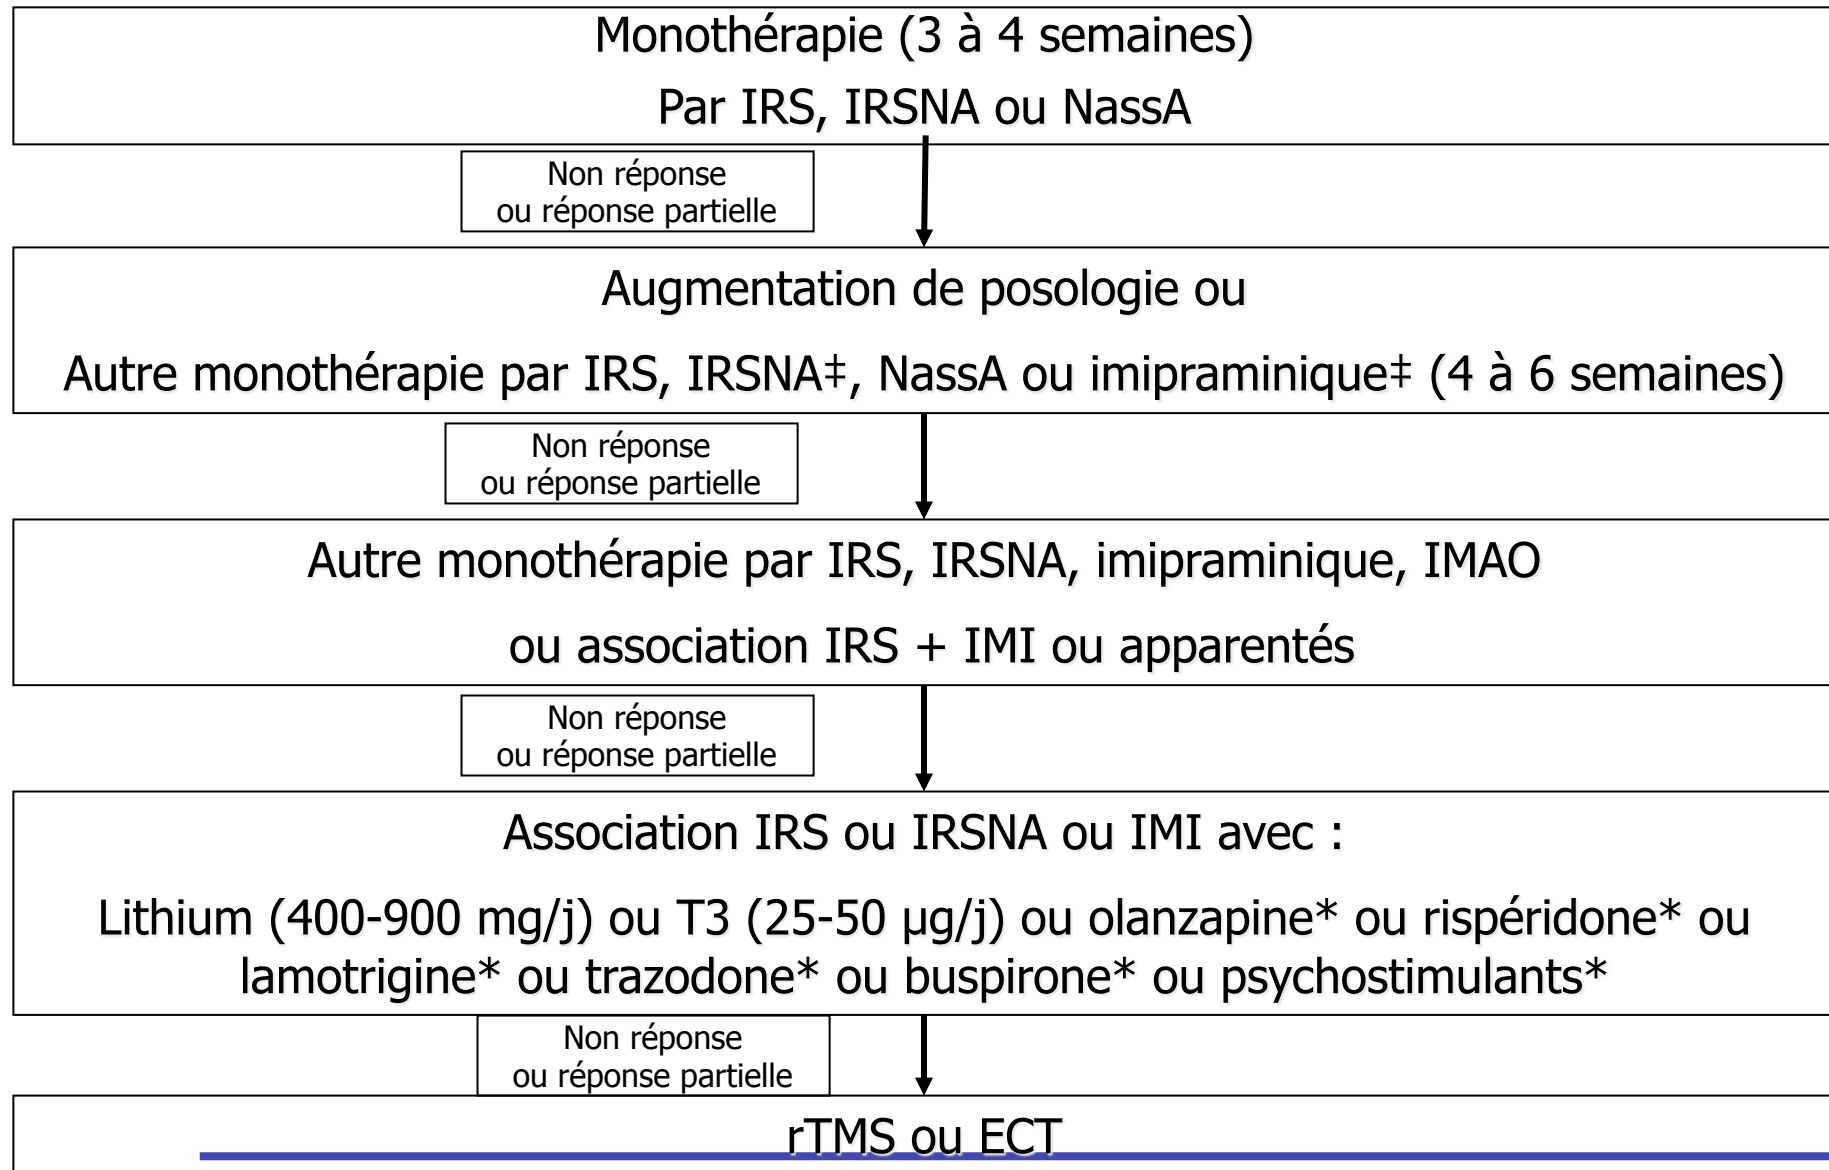 Monothérapie (3 à 4 semaines)
Par IRS, IRSNA ou NassA
Non réponse
ou réponse partielle
Augmentation de posologie ou
Autre monothérapie par IRS, IRSNA‡, NassA ou imipraminique‡ (4 à 6 semaines)
Non réponse
ou réponse partielle
Autre monothérapie par IRS, IRSNA, imipraminique, IMAO
ou association IRS + IMI ou apparentés
Non réponse
ou réponse partielle
Association IRS ou IRSNA ou IMI avec :
Lithium (400-900 mg/j) ou T3 (25-50 µg/j) ou olanzapine* ou rispéridone* ou
lamotrigine* ou trazodone* ou buspirone* ou psychostimulants*
Non réponse
ou réponse partielle
rTMS ou ECT